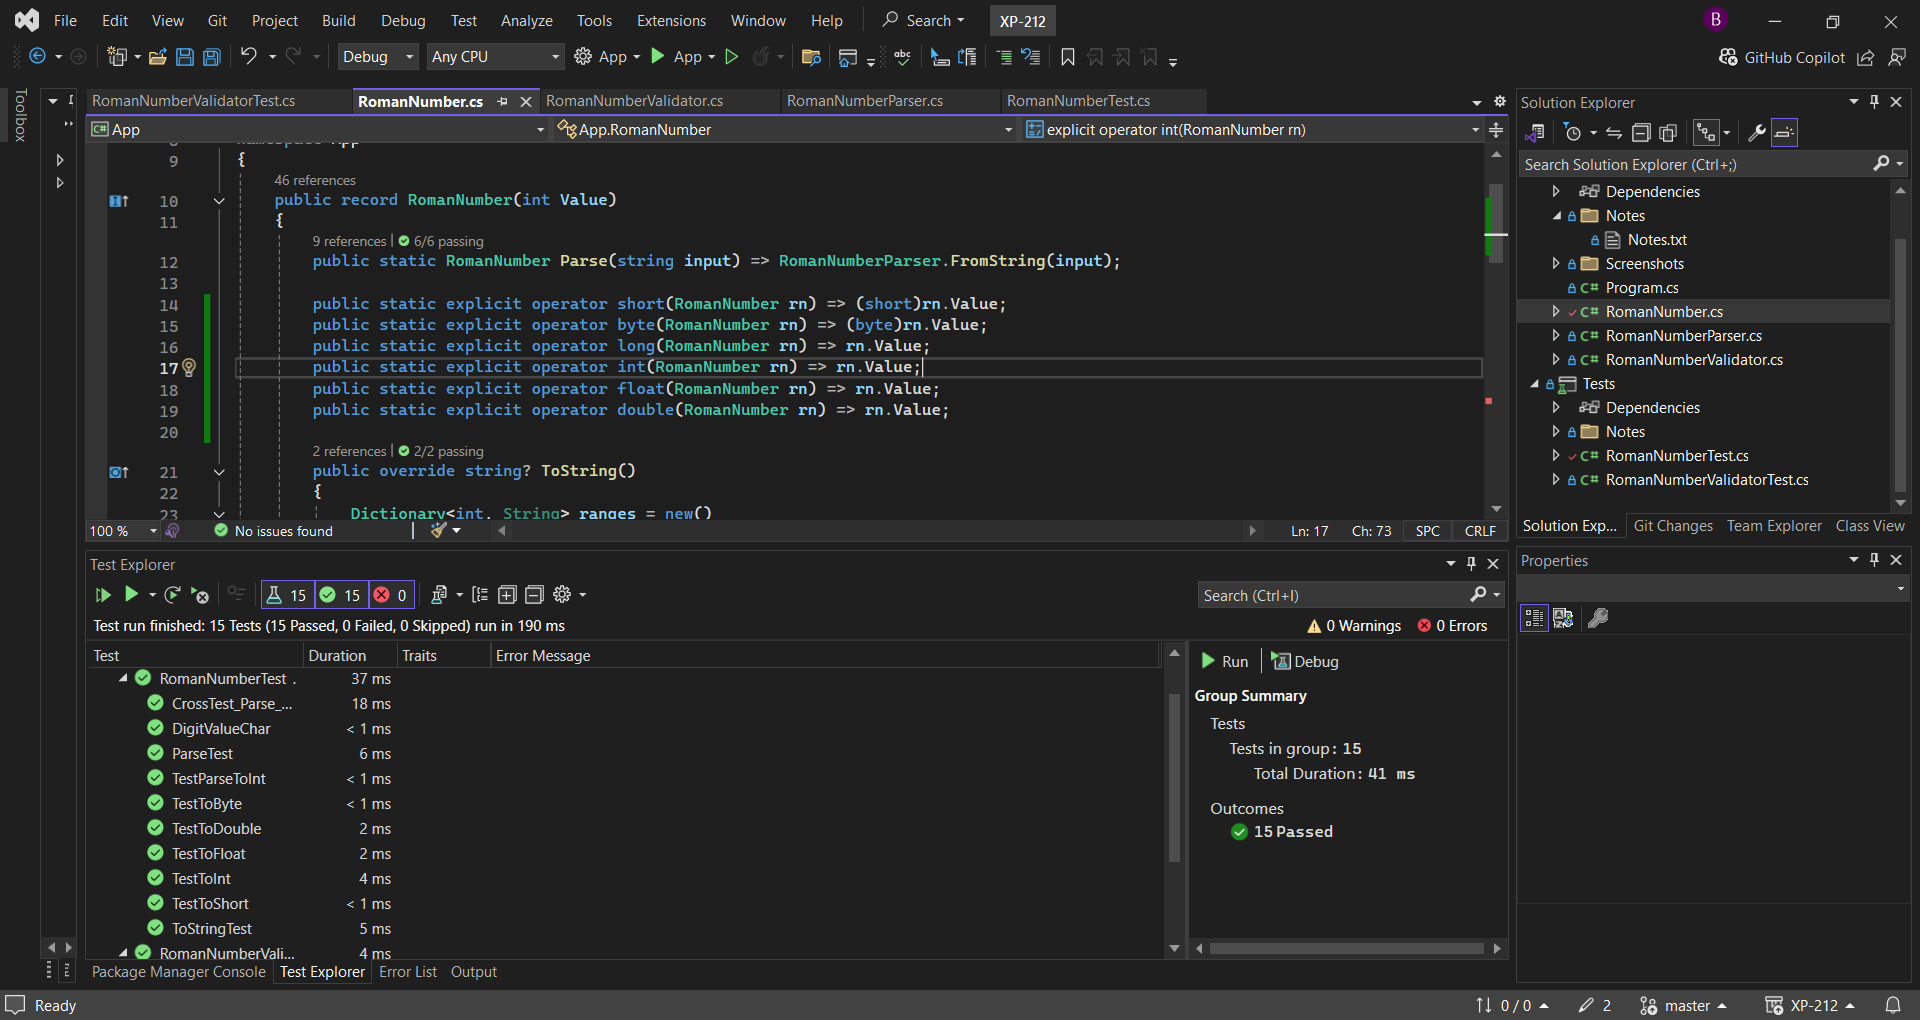 File Edit View Git Project Build Debug Test Analyze Tools Extensions Window Help Search XP-212 B
Debug Any CPU App App abc GitHub Copilot
Toolbox
RomanNumberValidatorTest.cs RomanNumber.cs RomanNumberValidator.cs RomanNumberParser.cs RomanNumberTest.cs
C# App App.RomanNumber explicit operator int(RomanNumber rn)
9 {
46 references
10 public record RomanNumber(int Value)
11 {
9 references | 6/6 passing
12 public static RomanNumber Parse(string input) => RomanNumberParser.FromString(input);
13
14 public static explicit operator short(RomanNumber rn) => (short)rn.Value;
15 public static explicit operator byte(RomanNumber rn) => (byte)rn.Value;
16 public static explicit operator long(RomanNumber rn) => rn.Value;
17 public static explicit operator int(RomanNumber rn) => rn.Value;
18 public static explicit operator float(RomanNumber rn) => rn.Value;
19 public static explicit operator double(RomanNumber rn) => rn.Value;
20
2 references | 2/2 passing
21 public override string? ToString()
22 {
23 Dictionary<int, String> ranges = new()
100 % No issues found Ln: 17 Ch: 73 SPC CRLF
Test Explorer
15 15 0 Search (Ctrl+I)
Test run finished: 15 Tests (15 Passed, 0 Failed, 0 Skipped) run in 190 ms 0 Warnings 0 Errors
Test Duration Traits Error Message
RomanNumberTest . 37 ms
CrossTest_Parse_... 18 ms
DigitValueChar < 1 ms
ParseTest 6 ms
TestParseToInt < 1 ms
TestToByte < 1 ms
TestToDouble 2 ms
TestToFloat 2 ms
TestToInt 4 ms
TestToShort < 1 ms
ToStringTest 5 ms
RomanNumberVali... 4 ms
Run Debug
Group Summary
Tests
Tests in group: 15
Total Duration: 41 ms
Outcomes
15 Passed
Package Manager Console Test Explorer Error List Output
Solution Explorer
Search Solution Explorer (Ctrl+;)
Dependencies
Notes
Notes.txt
Screenshots
C# Program.cs
C# RomanNumber.cs
C# RomanNumberParser.cs
C# RomanNumberValidator.cs
Tests
Dependencies
Notes
C# RomanNumberTest.cs
C# RomanNumberValidatorTest.cs
Solution Exp... Git Changes Team Explorer Class View
Properties
Ready 0 / 0 2 master XP-212